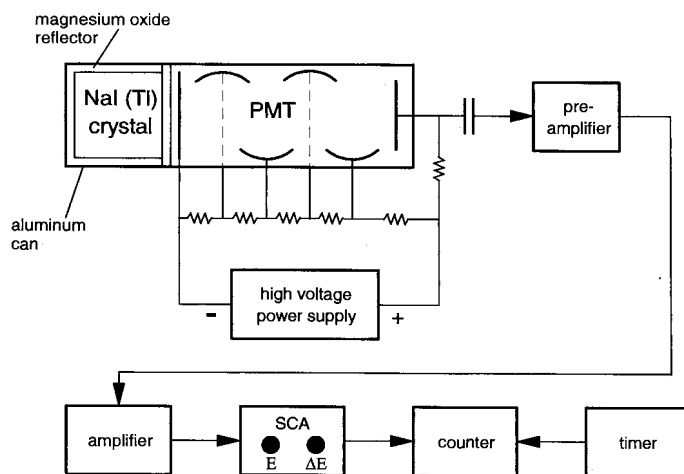 magnesium oxide
reflector
NaI (Tl)
crystal
PMT
pre-
amplifier
aluminum
can
high voltage
power supply
-
+
amplifier
SCA
E ΔE
counter
timer